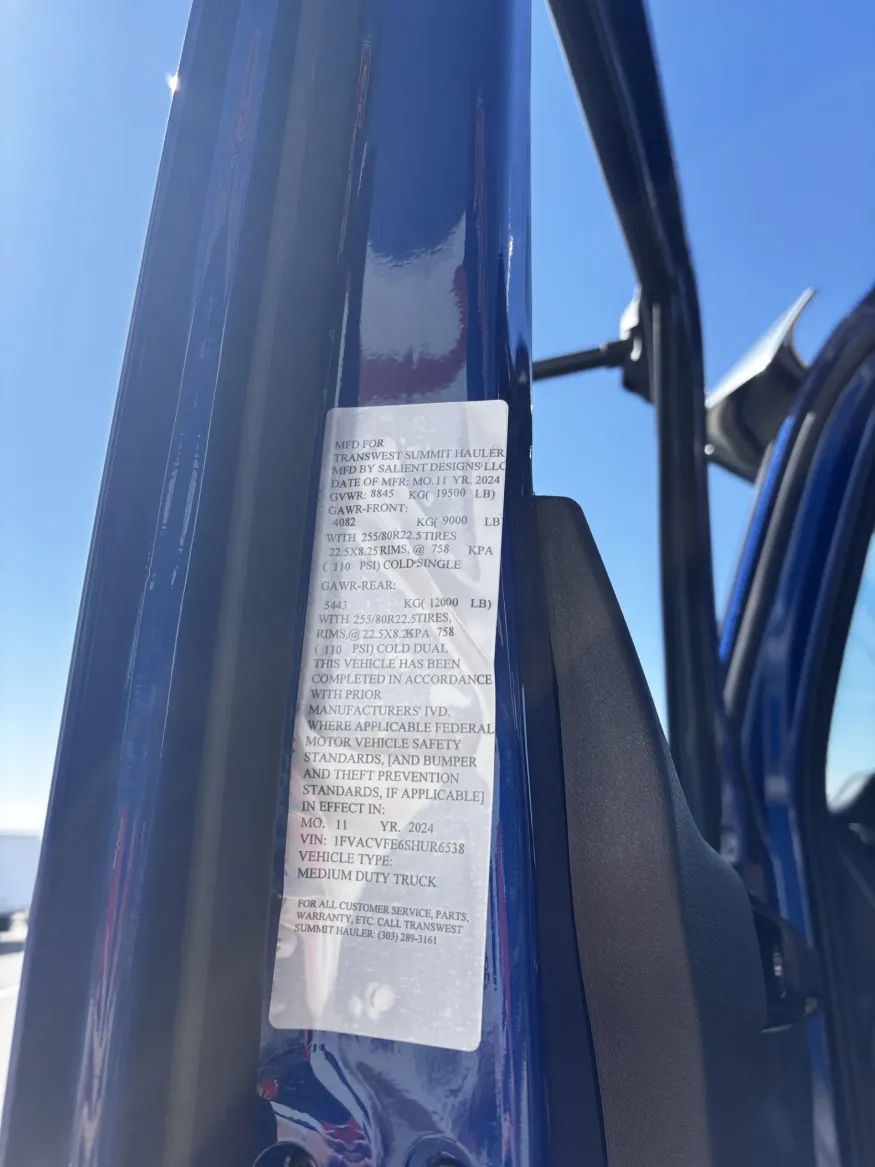 MFD FOR
TRANSWEST SUMMIT HAULER
MFD BY SALIENT DESIGNS LLC
DATE OF MFR: MO. 11 YR. 2024
GVWR: 8845 KG( 19500 LB)
GAWR-FRONT:
4082 KG( 9000 LB
WITH 255/80R22.5TIRES
22.5X8.25 RIMS, @ 758 KPA
( 110 PSI) COLD SINGLE
GAWR-REAR:
5443 KG( 12000 LB)
WITH 255/80R22.5TIRES,
RIMS,@ 22.5X8.25KPA 758
( 110 PSI) COLD DUAL
THIS VEHICLE HAS BEEN
COMPLETED IN ACCORDANCE
WITH PRIOR
MANUFACTURERS' IVD.
WHERE APPLICABLE FEDERAL
MOTOR VEHICLE SAFETY
STANDARDS, [AND BUMPER
AND THEFT PREVENTION
STANDARDS, IF APPLICABLE]
IN EFFECT IN:
MO. 11 YR. 2024
VIN: 1FVACVFE6SHUR6538
VEHICLE TYPE:
MEDIUM DUTY TRUCK
FOR ALL CUSTOMER SERVICE, PARTS,
WARRANTY, ETC. CALL TRANSWEST
SUMMIT HAULER: (303) 289-3161